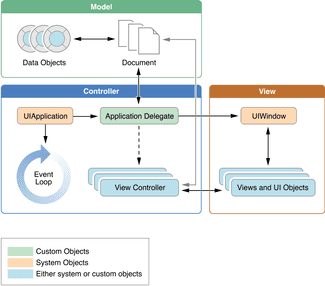 Model
Data Objects
Document
Controller
View
UIApplication
Application Delegate
UIWindow
Event
Loop
View Controller
Views and UI Objects
Custom Objects
System Objects
Either system or custom objects